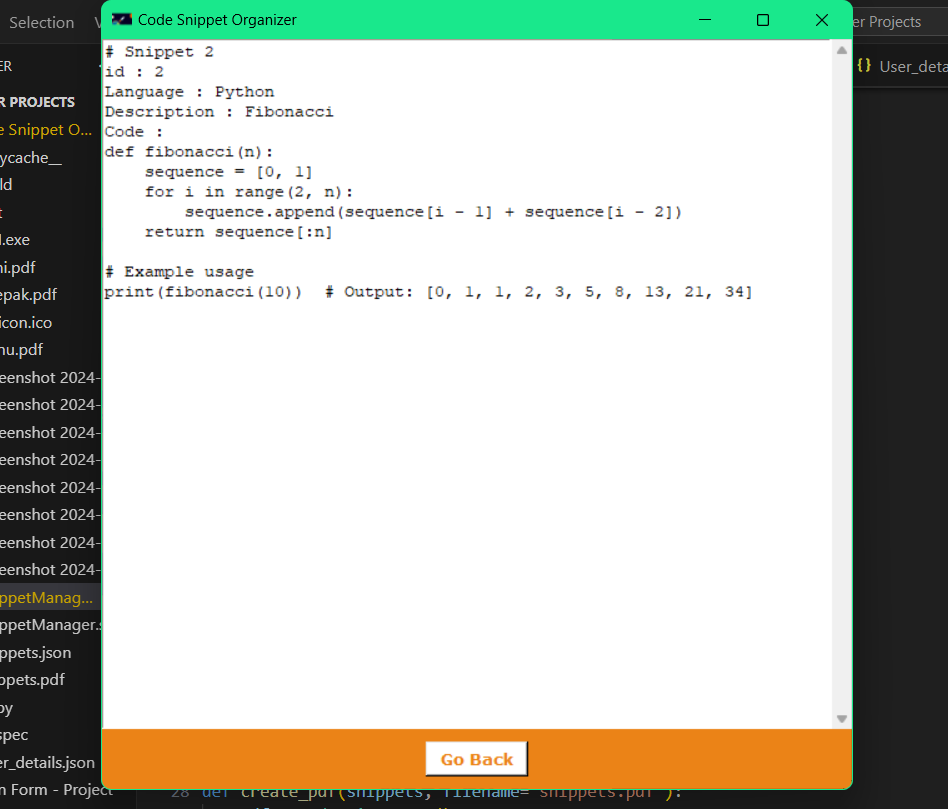 Selection
Code Snippet Organizer
er Projects
User_deta
ER
R PROJECTS
e Snippet O...
ycache__
ld
t
l.exe
ni.pdf
epak.pdf
icon.ico
nu.pdf
eenshot 2024-
eenshot 2024-
eenshot 2024-
eenshot 2024-
eenshot 2024-
eenshot 2024-
eenshot 2024-
eenshot 2024-
ppetManag...
ppetManager.s
ppets.json
ppets.pdf
py
spec
er_details.json
n Form - Project
# Snippet 2
id : 2
Language : Python
Description : Fibonacci
Code :
def fibonacci(n):
    sequence = [0, 1]
    for i in range(2, n):
        sequence.append(sequence[i - 1] + sequence[i - 2])
    return sequence[:n]
# Example usage
print(fibonacci(10))  # Output: [0, 1, 1, 2, 3, 5, 8, 13, 21, 34]
Go Back
28 def create_pdf(snippets, filename="snippets.pdf"):